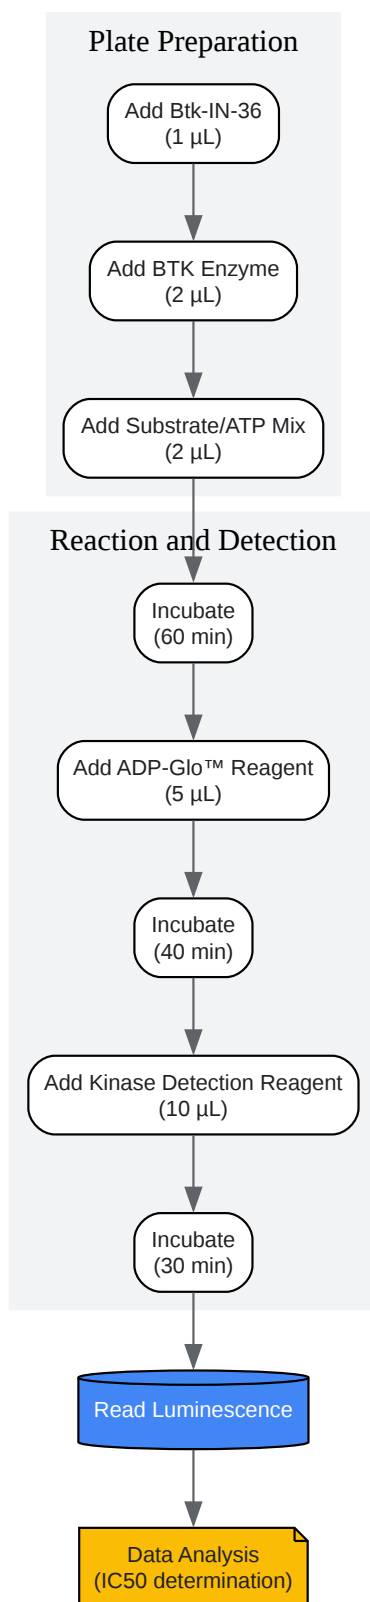 Plate Preparation
Add Btk-IN-36
(1 µL)
Add BTK Enzyme
(2 µL)
Add Substrate/ATP Mix
(2 µL)
Reaction and Detection
Incubate
(60 min)
Add ADP-Glo™ Reagent
(5 µL)
Incubate
(40 min)
Add Kinase Detection Reagent
(10 µL)
Incubate
(30 min)
Read Luminescence
Data Analysis
(IC50 determination)